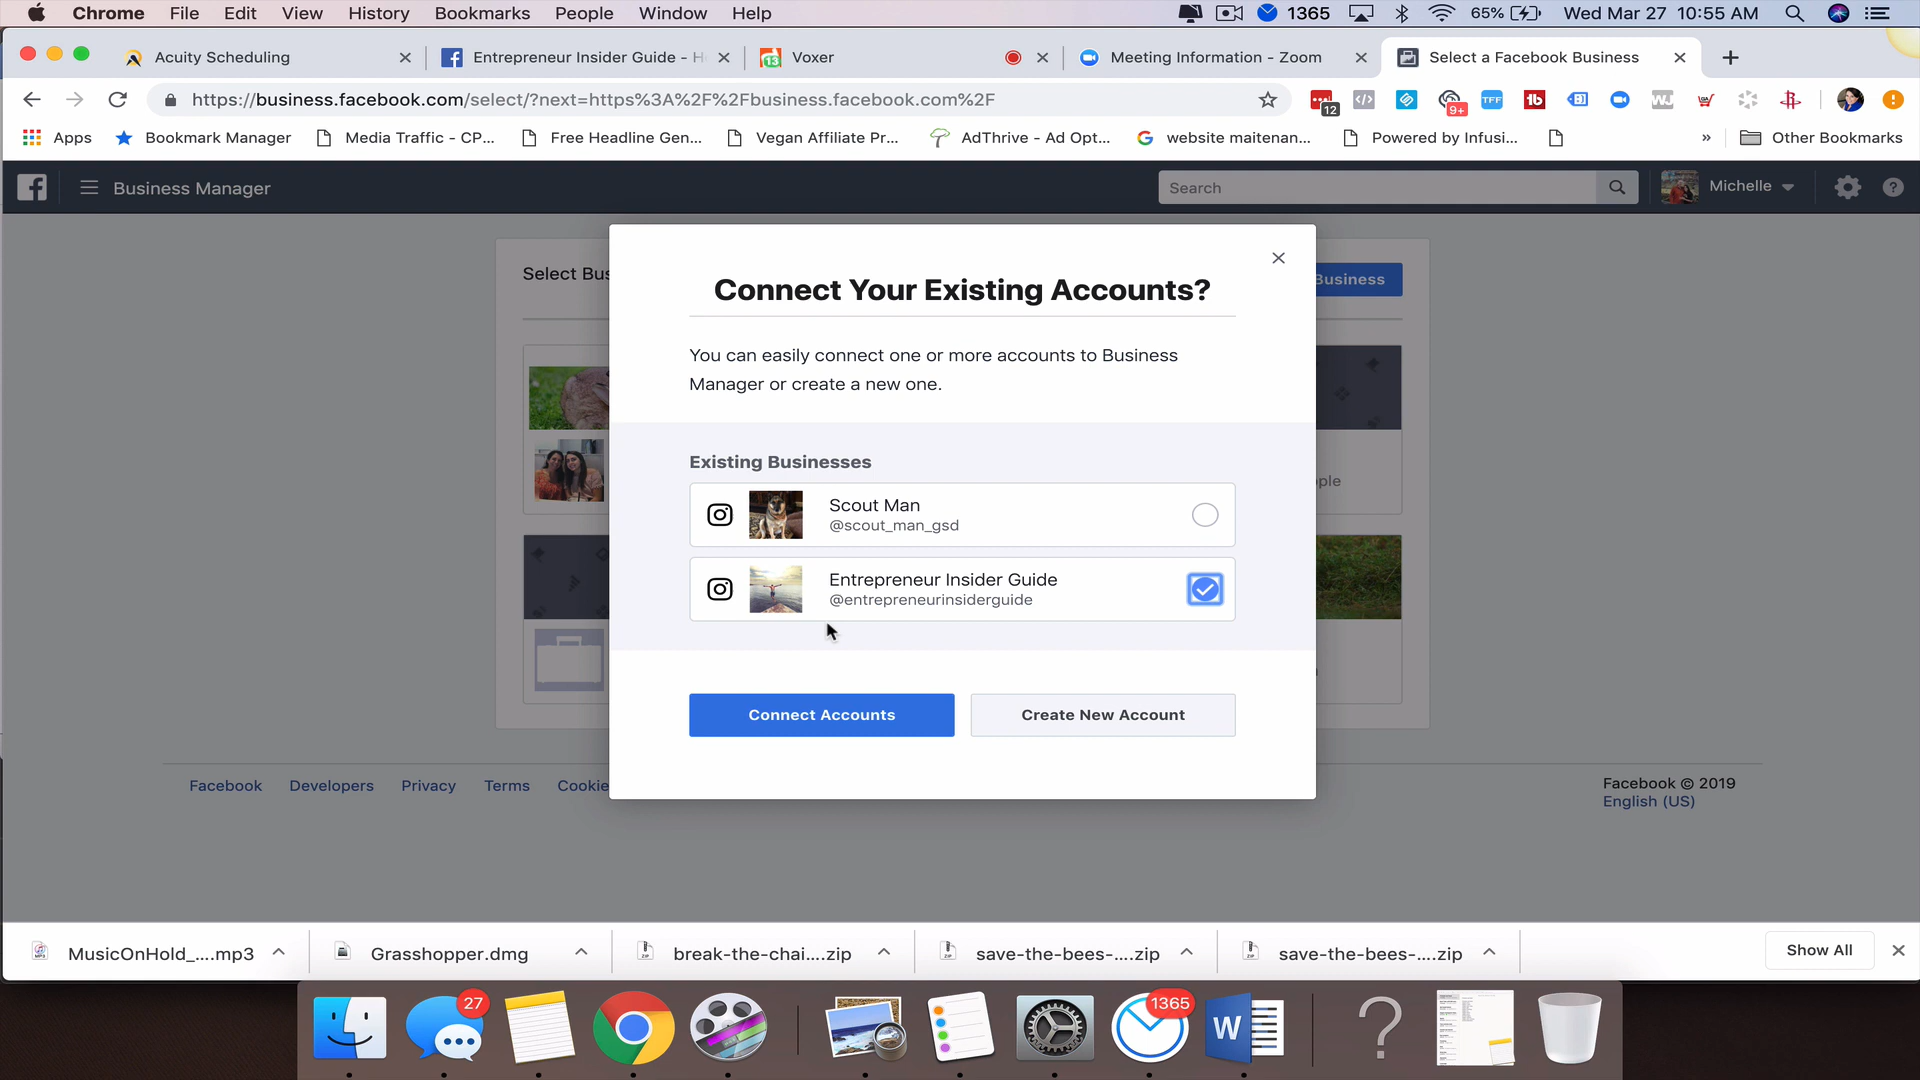 Chrome File Edit View History Bookmarks People Window Help 1365 65% Wed Mar 27 10:55 AM
Acuity Scheduling Entrepreneur Insider Guide - H 13 Voxer Meeting Information - Zoom Select a Facebook Business
https://business.facebook.com/select/?next=https%3A%2F%2Fbusiness.facebook.com%2F 12 9+ TFF 1b WJ
Apps Bookmark Manager Media Traffic - CP... Free Headline Gen... Vegan Affiliate Pr... AdThrive - Ad Opt... website maitenan... Powered by Infusi... » Other Bookmarks
Business Manager Search Michelle
Select Bus
Business
Connect Your Existing Accounts?
You can easily connect one or more accounts to Business
Manager or create a new one.
Existing Businesses
Scout Man
@scout_man_gsd
ple
Entrepreneur Insider Guide
@entrepreneurinsiderguide
Connect Accounts Create New Account
Facebook Developers Privacy Terms Cookie
Facebook © 2019
English (US)
MusicOnHold_....mp3 Grasshopper.dmg break-the-chai....zip save-the-bees-....zip save-the-bees-....zip Show All
27 1365 W ?